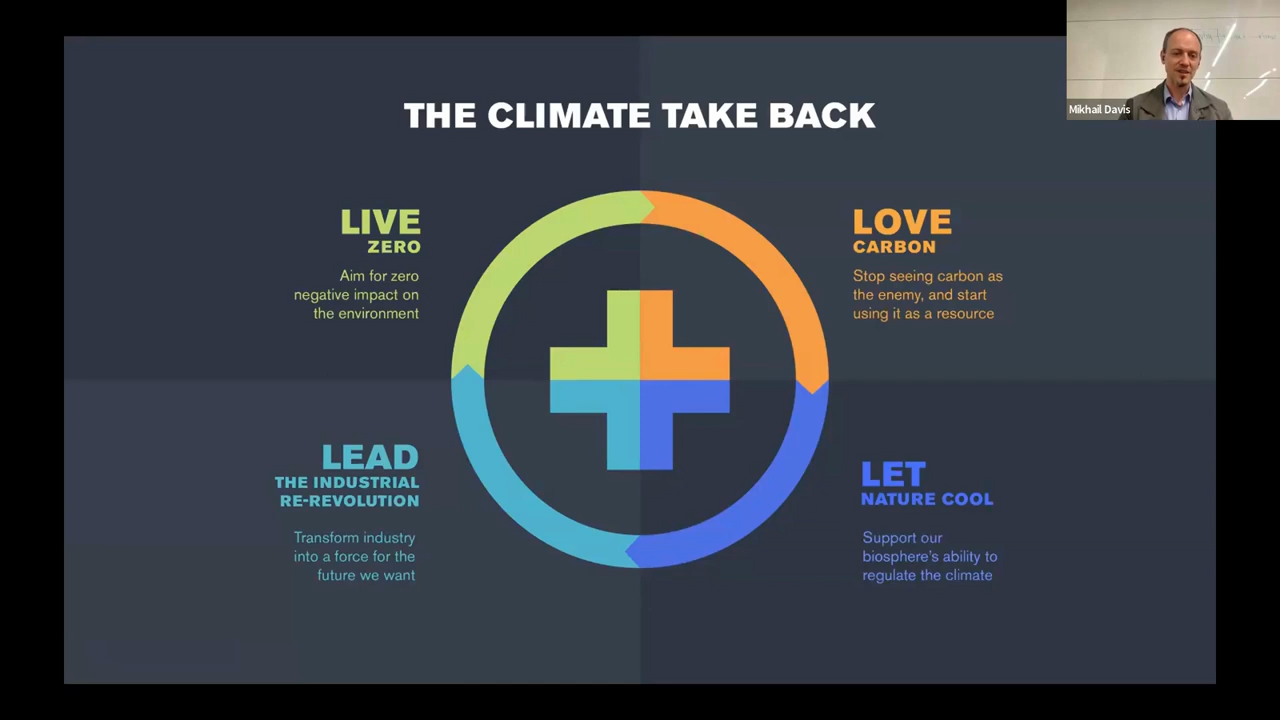 THE CLIMATE TAKE BACK
Mikhail Davis
LIVE
ZERO
Aim for zero
negative impact on
the environment
LOVE
CARBON
Stop seeing carbon as
the enemy, and start
using it as a resource
LEAD
THE INDUSTRIAL
RE-REVOLUTION
Transform industry
into a force for the
future we want
LET
NATURE COOL
Support our
biosphere's ability to
regulate the climate